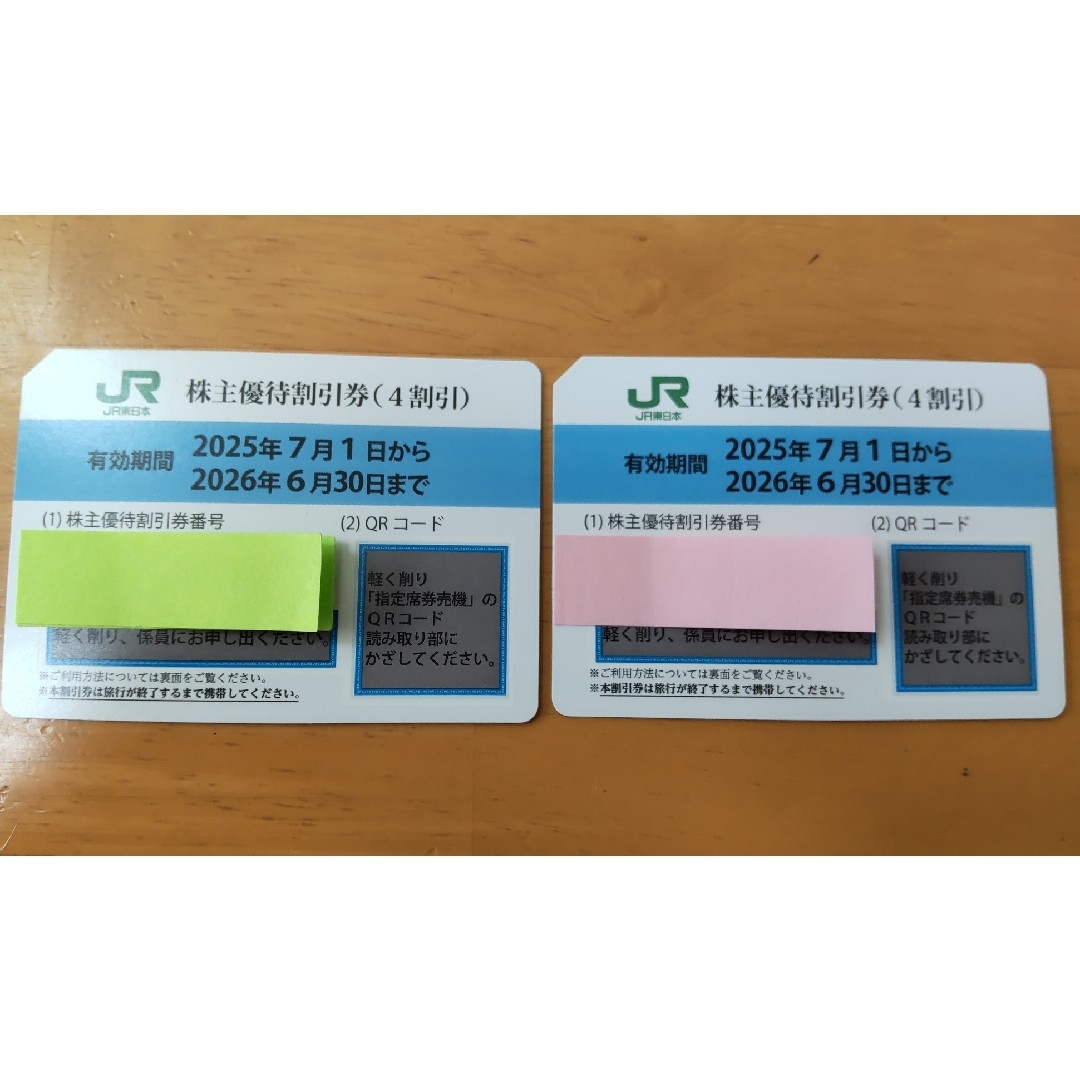 JR
JR東日本
株主優待割引券(4割引)
有効期間
2025年7月1日から
2026年6月30日まで
(1)株主優待割引券番号
(2)QRコード
軽く削り、係員にお申し出ください。
軽く削り
「指定席券売機」の
QRコード
読み取り部に
かざしてください。
※ご利用方法については裏面をご覧ください。
※本割引券は旅行が終了するまで携帯してください。
JR
JR東日本
株主優待割引券(4割引)
有効期間
2025年7月1日から
2026年6月30日まで
(1)株主優待割引券番号
(2)QRコード
軽く削り、係員にお申し出ください。
軽く削り
「指定席券売機」の
QRコード
読み取り部に
かざしてください。
※ご利用方法については裏面をご覧ください。
※本割引券は旅行が終了するまで携帯してください。